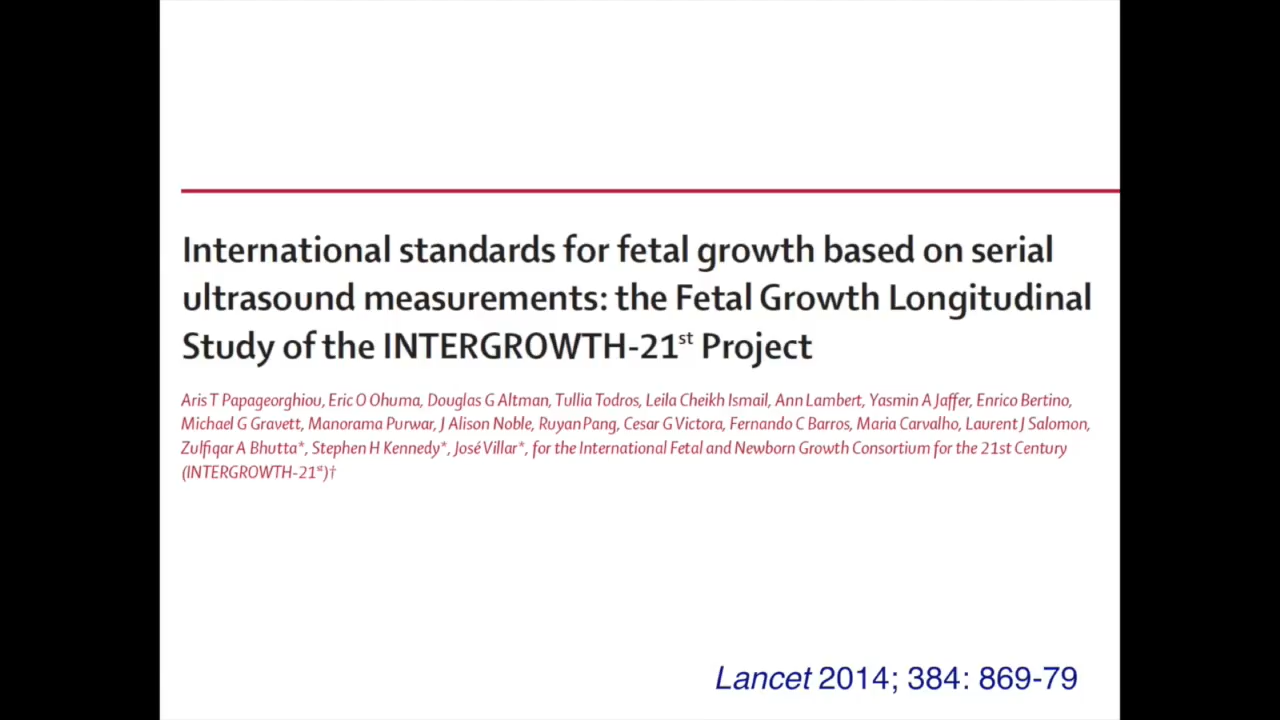 International standards for fetal growth based on serial
ultrasound measurements: the Fetal Growth Longitudinal
Study of the INTERGROWTH-21st Project
Aris T Papageorghiou, Eric O Ohuma, Douglas G Altman, Tullia Todros, Leila Cheikh Ismail, Ann Lambert, Yasmin A Jaffer, Enrico Bertino,
Michael G Gravett, Manorama Purwar, J Alison Noble, Ruyan Pang, Cesar G Victora, Fernando C Barros, Maria Carvalho, Laurent J Salomon,
Zulfiqar A Bhutta*, Stephen H Kennedy*, José Villar*, for the International Fetal and Newborn Growth Consortium for the 21st Century
(INTERGROWTH-21st)†
Lancet 2014; 384: 869-79